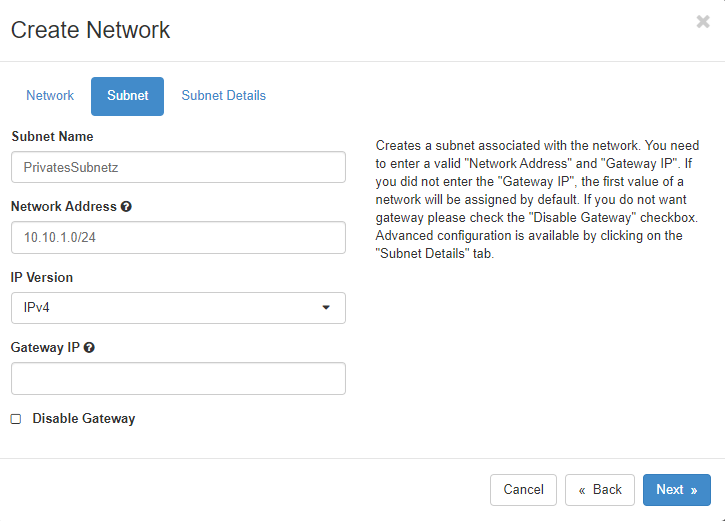 Create Network
×
Network
Subnet
Subnet Details
Subnet Name
PrivatesSubnetz
Network Address
10.10.1.0/24
IP Version
IPv4
Gateway IP
Disable Gateway
Creates a subnet associated with the network. You need
to enter a valid "Network Address" and "Gateway IP". If
you did not enter the "Gateway IP", the first value of a
network will be assigned by default. If you do not want
gateway please check the "Disable Gateway" checkbox.
Advanced configuration is available by clicking on the
"Subnet Details" tab.
Cancel
« Back
Next »